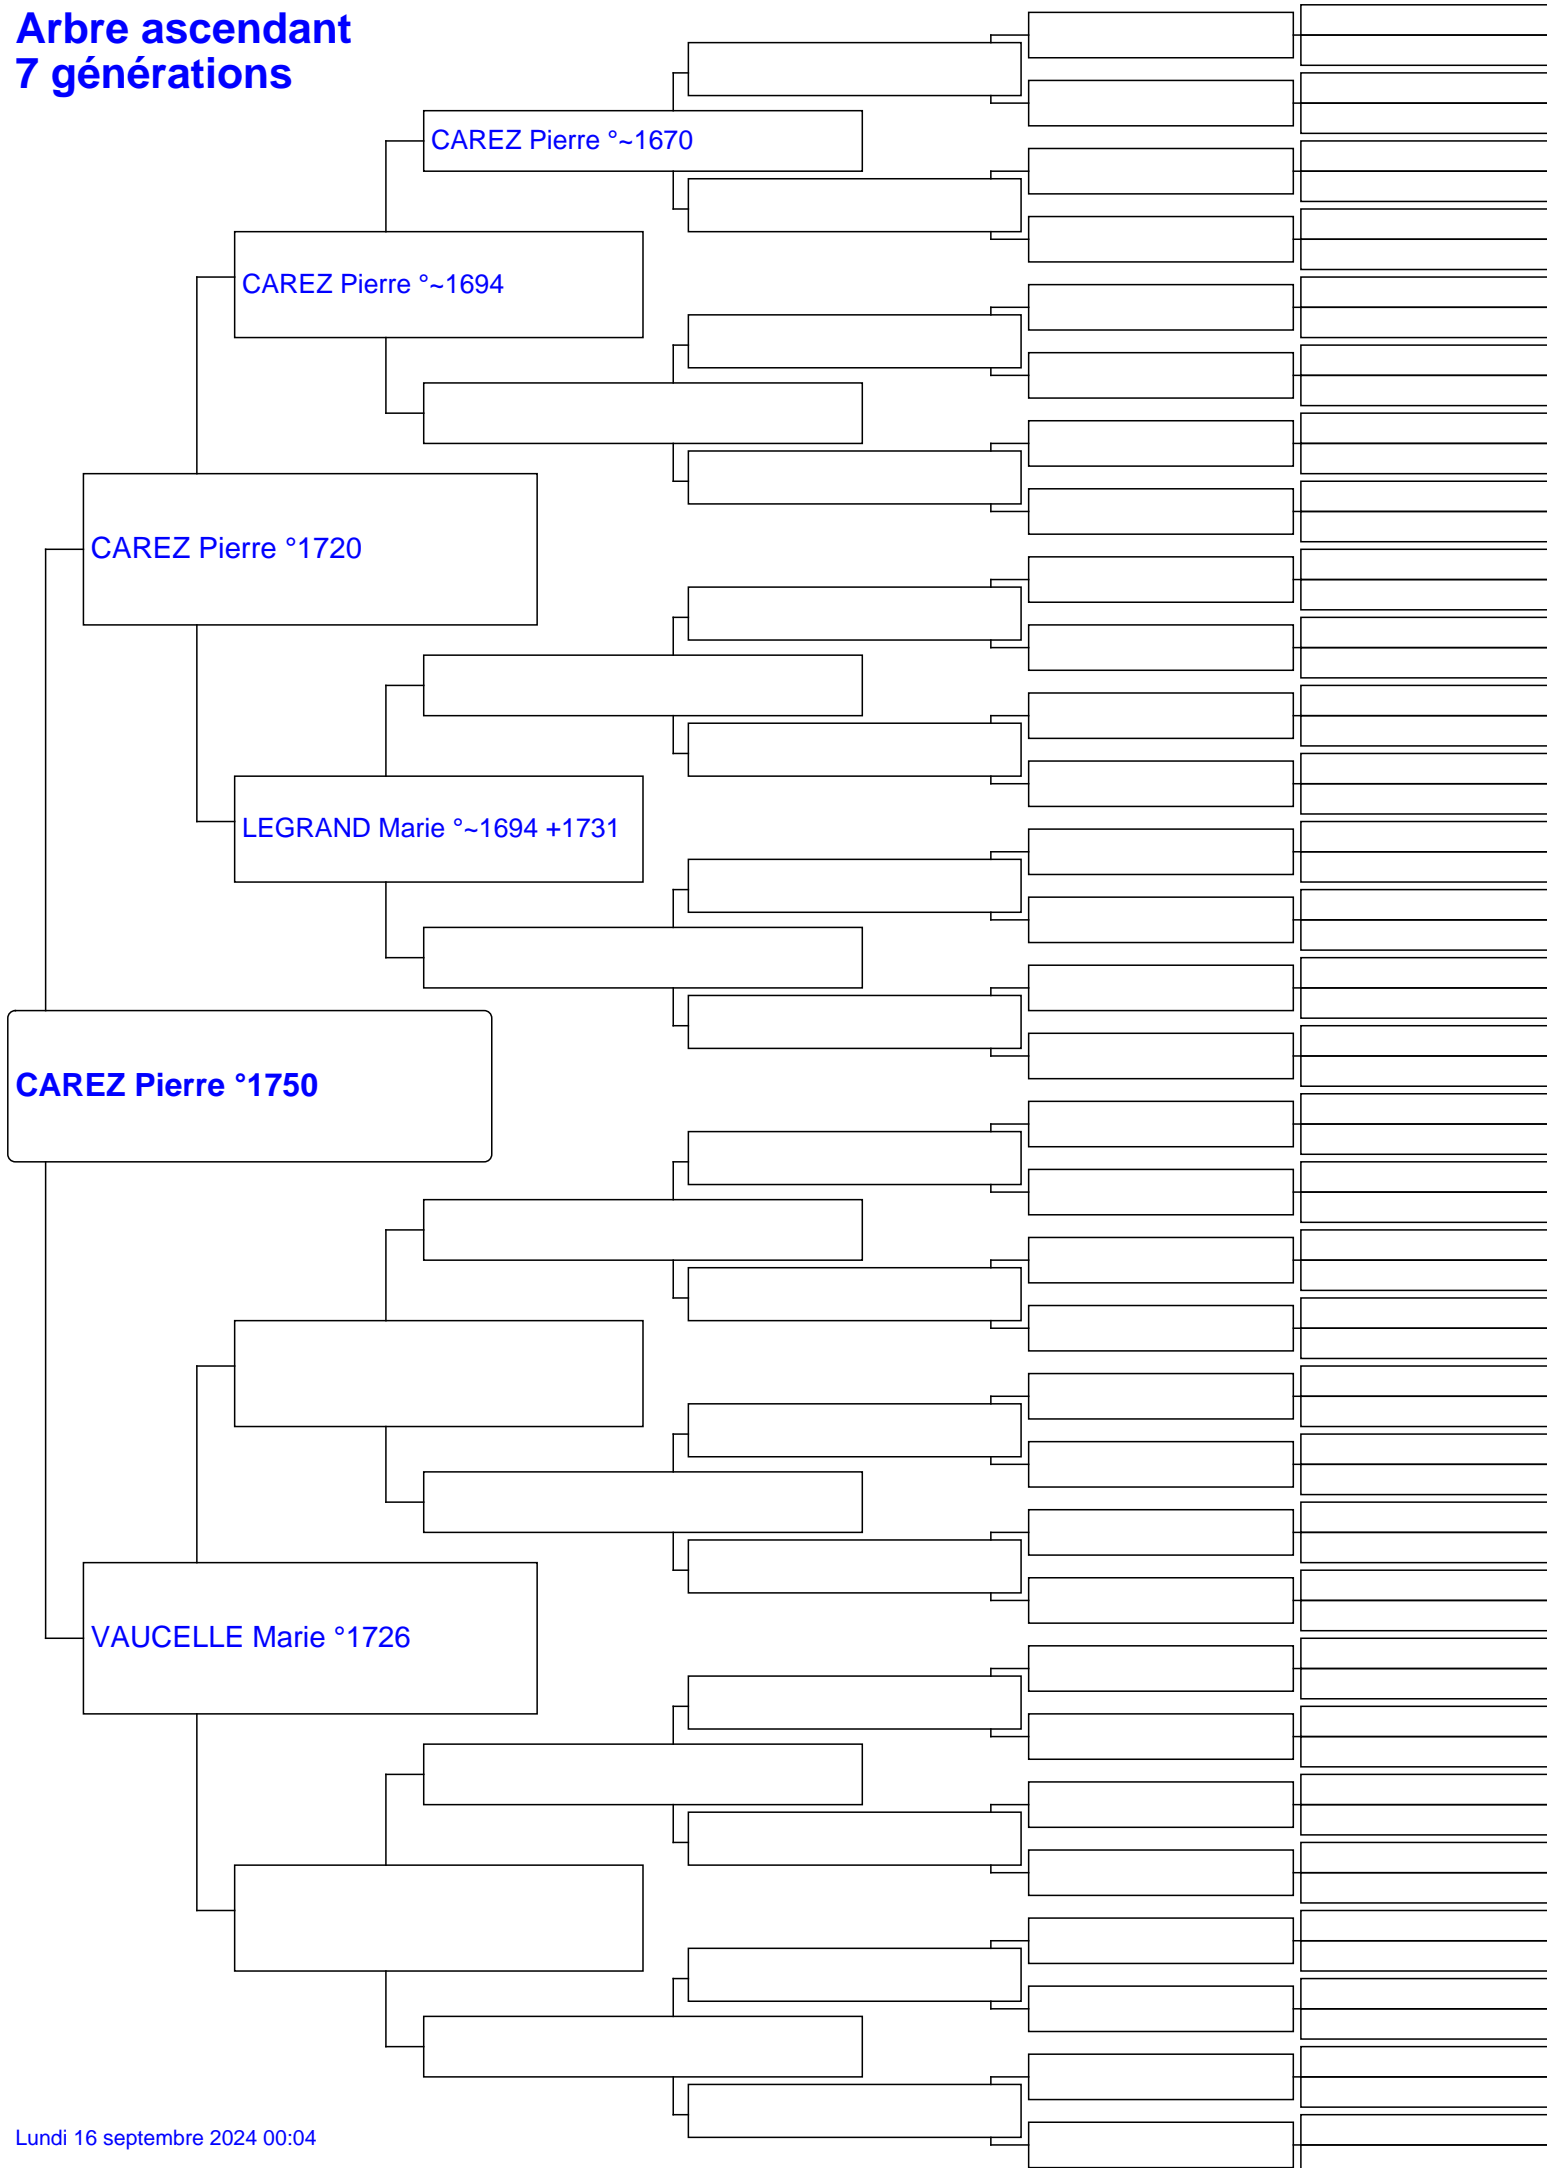 Arbre ascendant
7 générations
CAREZ Pierre °~1670
CAREZ Pierre °~1694
CAREZ Pierre °1720
LEGRAND Marie °~1694 +1731
CAREZ Pierre °1750
VAUCELLE Marie °1726
Lundi 16 septembre 2024 00:04